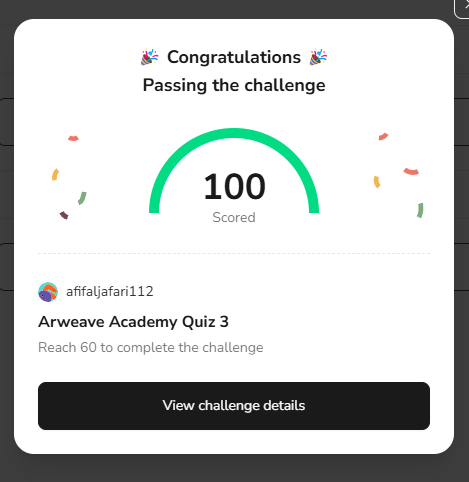 🎉 Congratulations 🎉
Passing the challenge
100
Scored
afifaljafari112
Arweave Academy Quiz 3
Reach 60 to complete the challenge
View challenge details